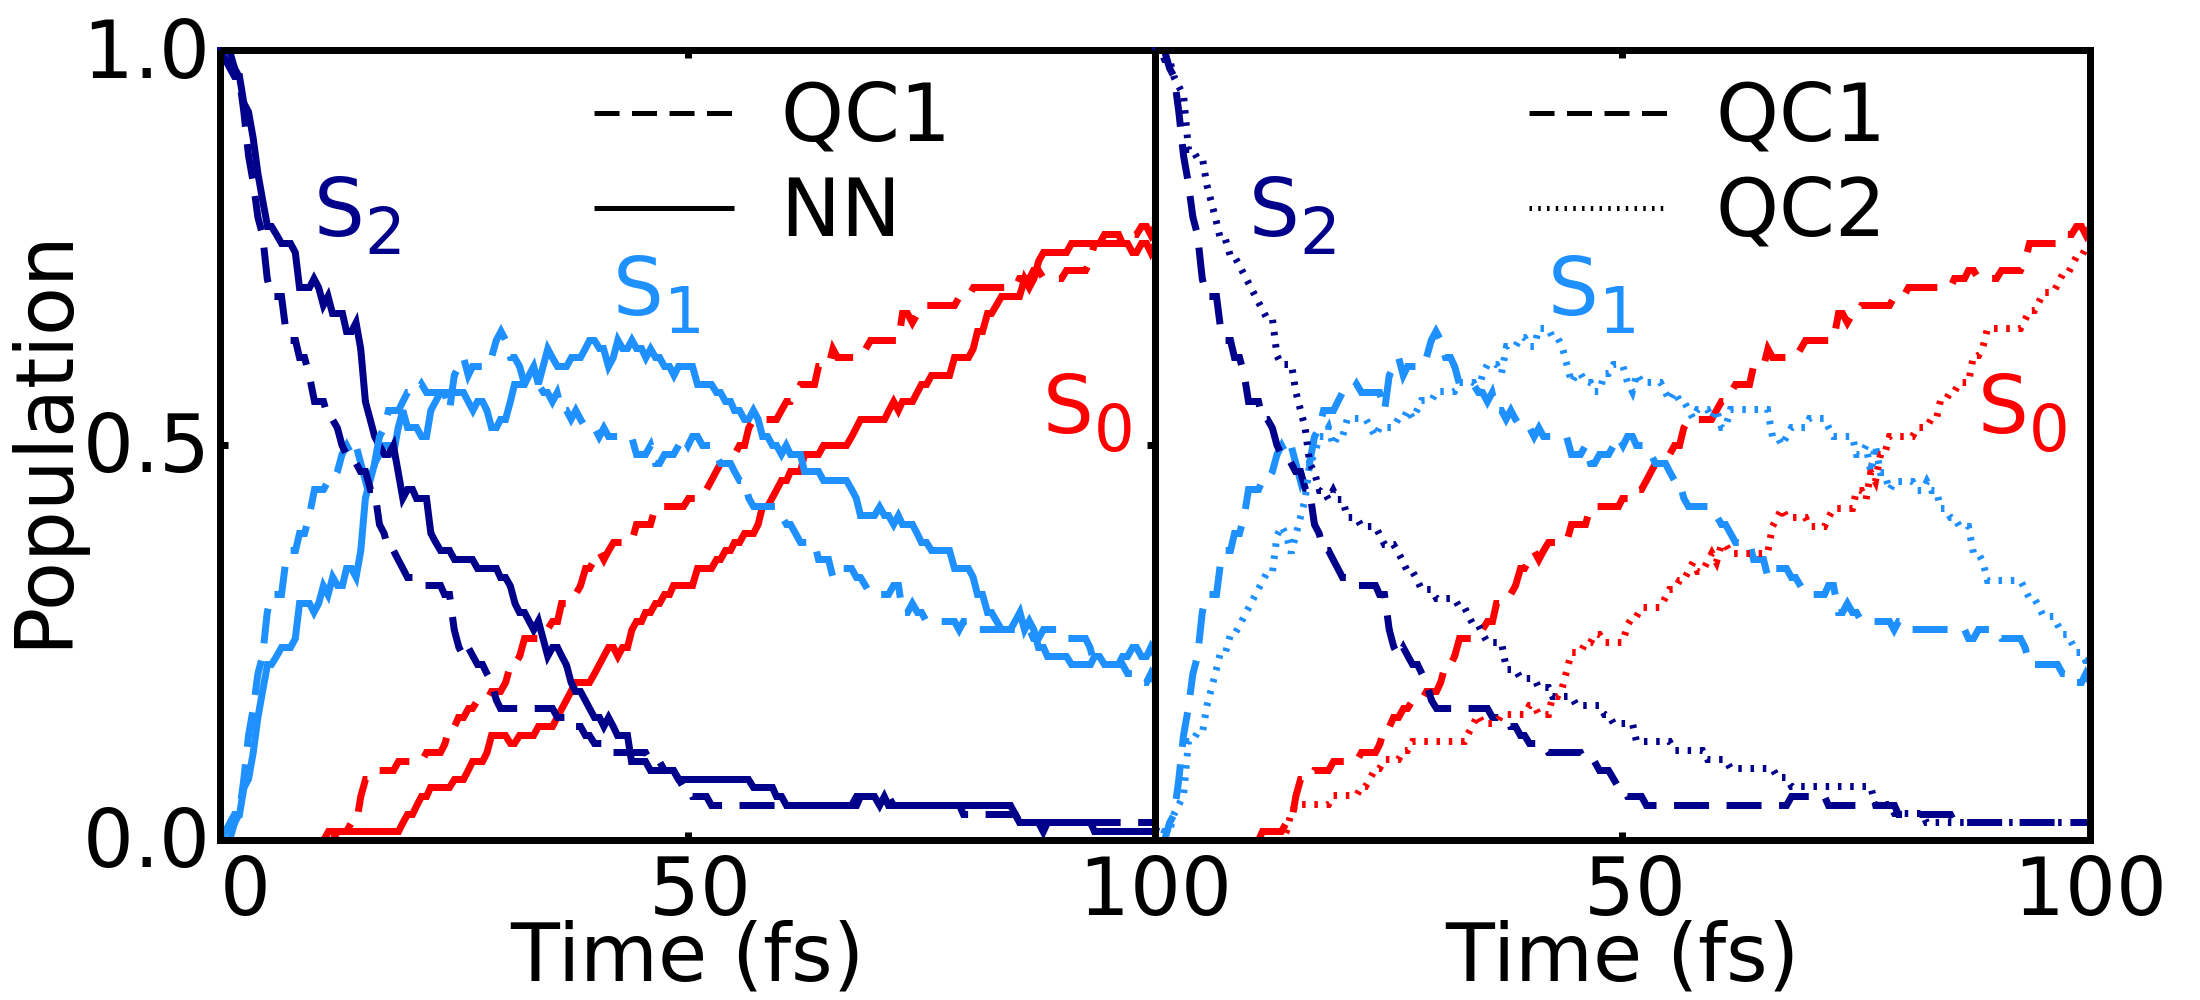 Population
1.0
0.5
0.0
QC1
NN
S2
S1
S0
0
50
100
Time (fs)
QC1
QC2
S2
S1
S0
50
100
Time (fs)